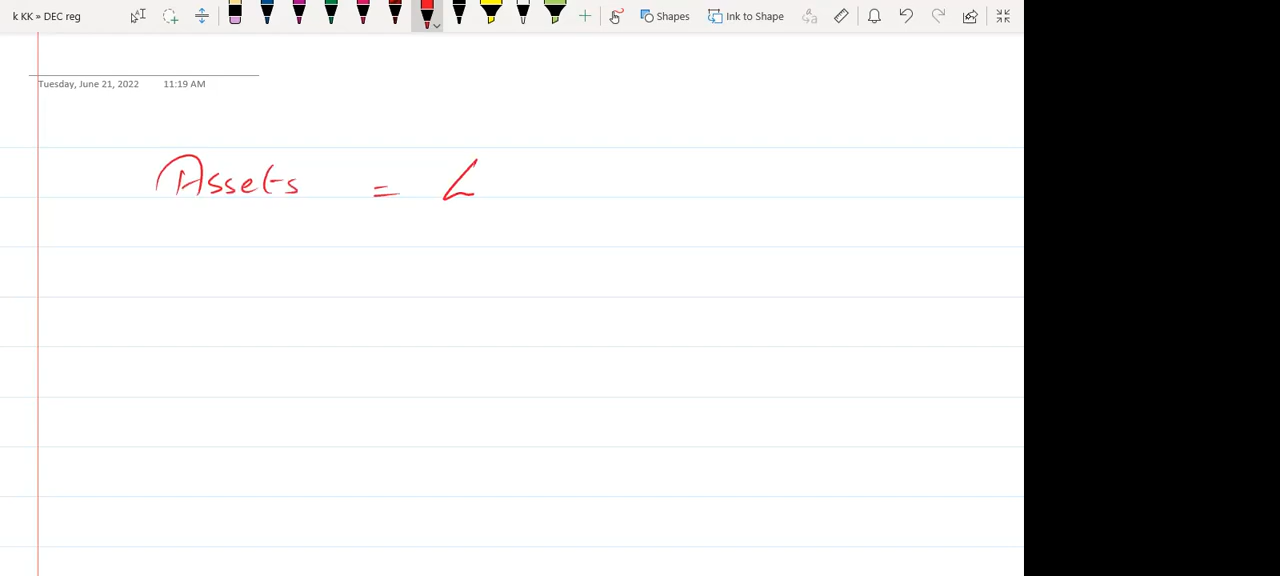 k KK » DEC reg
Shapes
Ink to Shape
Tuesday, June 21, 2022 11:19 AM
Assets = L